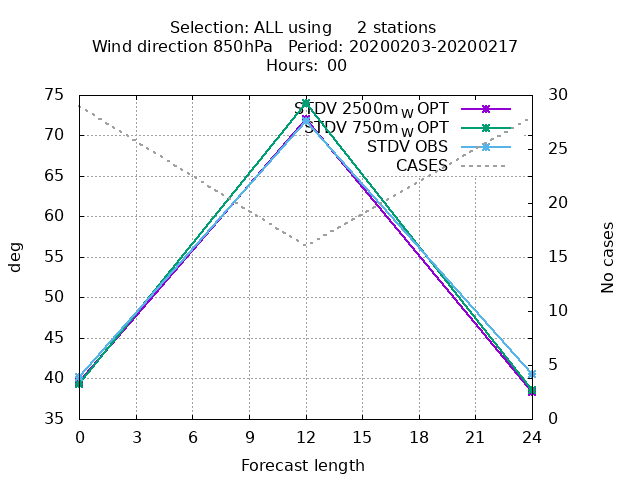 Selection: ALL using     2 stations
Wind direction 850hPa   Period: 20200203-20200217
Hours: 00
75
70
65
60
55
50
45
40
35
30
25
20
15
10
5
0
deg
No cases
STDV 2500m_W OPT
STDV 750m_W OPT
STDV OBS
CASES
0 3 6 9 12 15 18 21 24
Forecast length